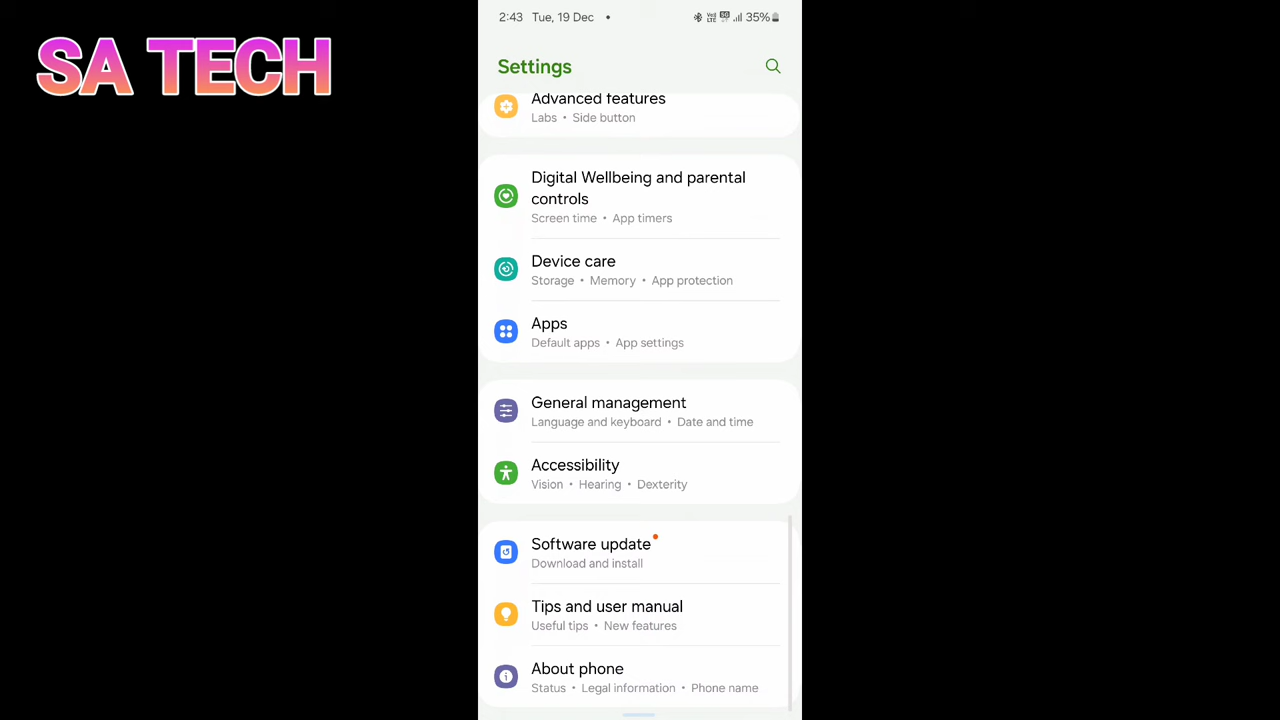 SA TECH
2:43 Tue, 19 Dec • 35%
Settings
Advanced features
Labs • Side button
Digital Wellbeing and parental
controls
Screen time • App timers
Device care
Storage • Memory • App protection
Apps
Default apps • App settings
General management
Language and keyboard • Date and time
Accessibility
Vision • Hearing • Dexterity
Software update
Download and install
Tips and user manual
Useful tips • New features
About phone
Status • Legal information • Phone name